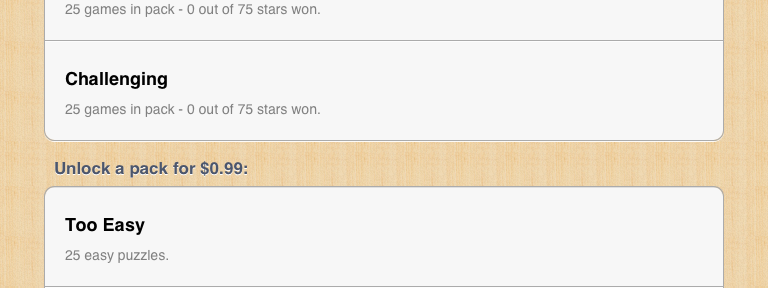 25 games in pack - 0 out of 75 stars won.
Challenging
25 games in pack - 0 out of 75 stars won.
Unlock a pack for $0.99:
Too Easy
25 easy puzzles.